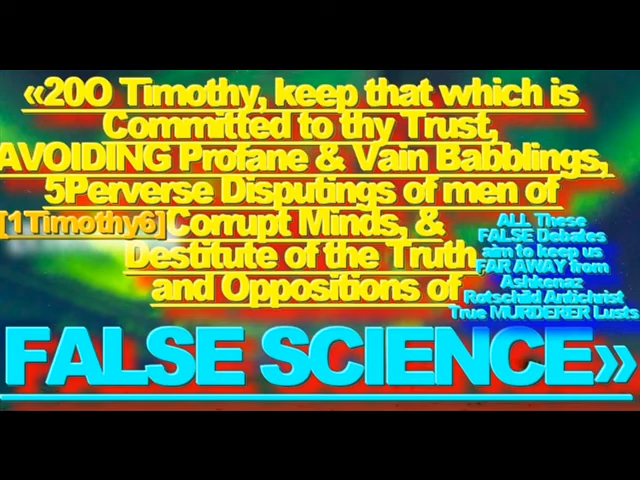 «20O Timothy, keep that which is
Committed to thy Trust,
AVOIDING Profane & Vain Babblings,
5Perverse Disputings of men of
[1Timothy6] Corrupt Minds, &
Destitute of the Truth
and Oppositions of
ALL These
FALSE Debates
aim to keep us
FAR AWAY from
Ashkenaz
Rotschild Antichrist
True MURDERER Lusts
FALSE SCIENCE»